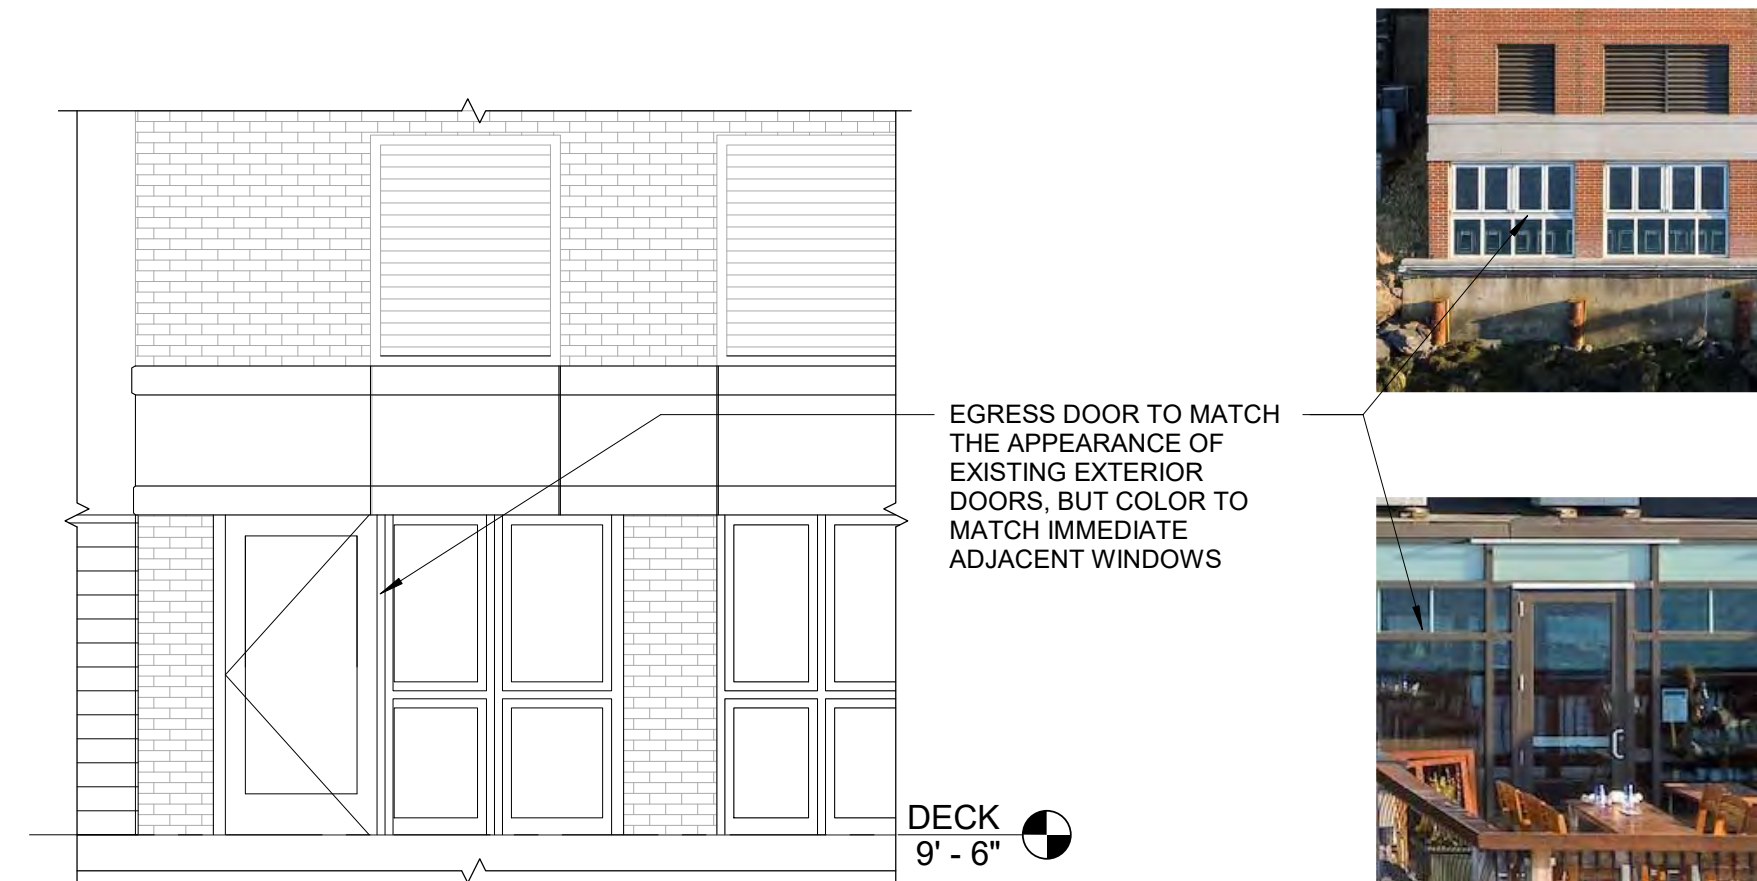 EGRESS DOOR TO MATCH
THE APPEARANCE OF
EXISTING EXTERIOR
DOORS, BUT COLOR TO
MATCH IMMEDIATE
ADJACENT WINDOWS
DECK
9' - 6"